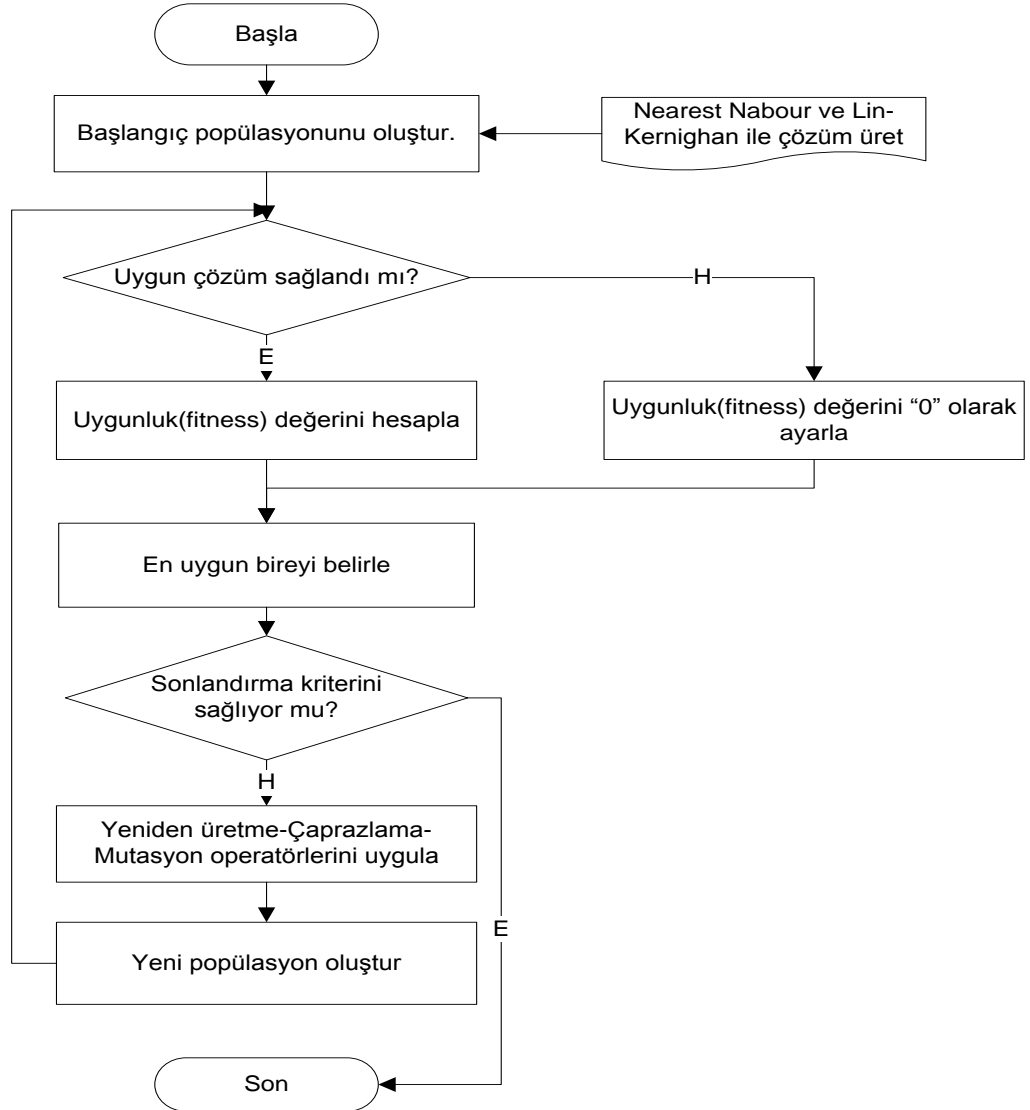 Başla
Başlangıç popülasyonunu oluştur.
Nearest Nabour ve Lin-
Kernighan ile çözüm üret
Uygun çözüm sağlandı mı?
H
E
Uygunluk(fitness) değerini hesapla
Uygunluk(fitness) değerini “0” olarak
ayarla
En uygun bireyi belirle
Sonlandırma kriterini
sağlıyor mu?
H
Yeniden üretme-Çaprazlama-
Mutasyon operatörlerini uygula
E
Yeni popülasyon oluştur
Son